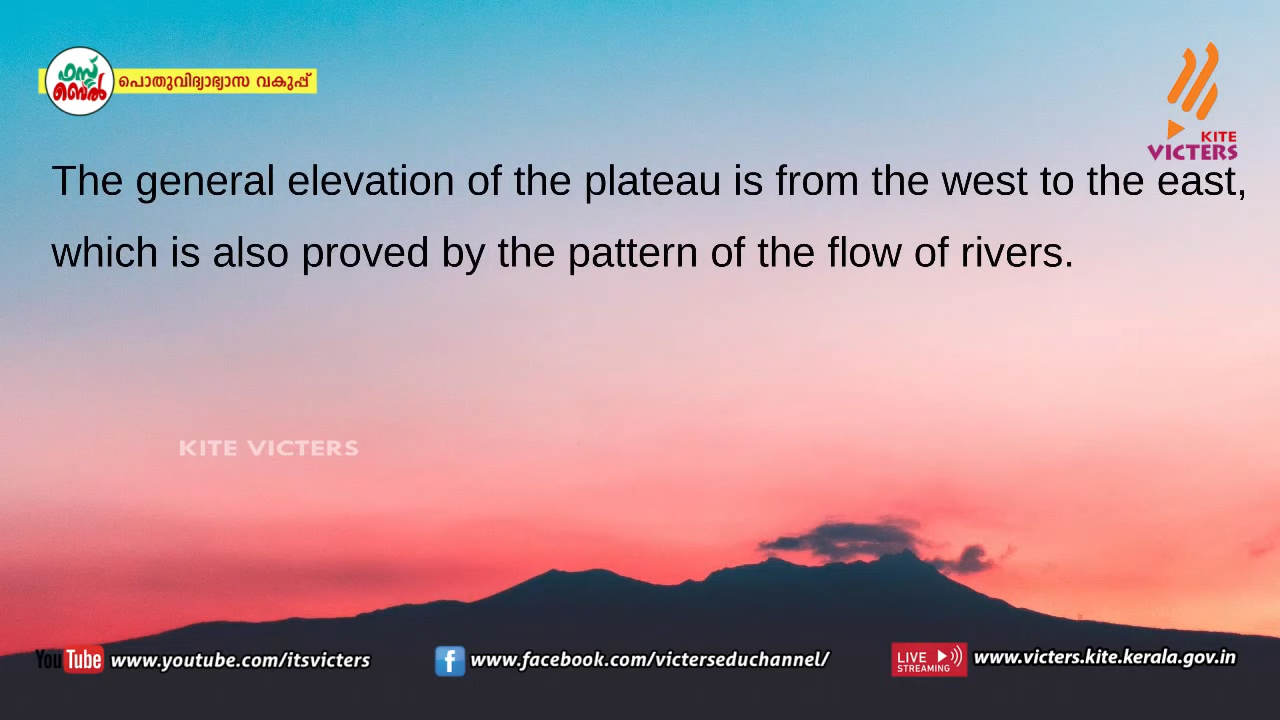 ഫസ്റ്റ്
ബെൽ
പൊതുവിദ്യാഭ്യാസ വകുപ്പ്
KITE
VICTERS
The general elevation of the plateau is from the west to the east,
which is also proved by the pattern of the flow of rivers.
KITE VICTERS
YouTube www.youtube.com/itsvicters
f www.facebook.com/victerseduchannel/
LIVE
STREAMING
www.victers.kite.kerala.gov.in